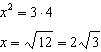 x² = 3 · 4
x = √12 = 2√3